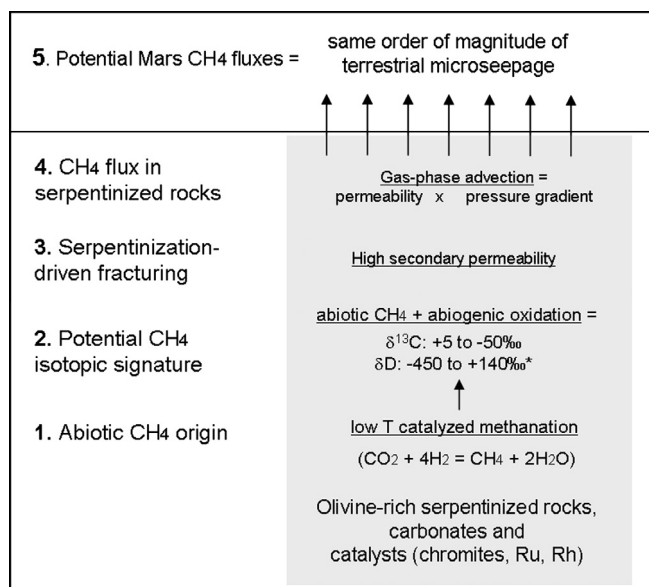 5. Potential Mars CH4 fluxes =
same order of magnitude of
terrestrial microseepage
4. CH4 flux in
serpentinized rocks
Gas-phase advection =
permeability x pressure gradient
3. Serpentinization-
driven fracturing
High secondary permeability
2. Potential CH4
isotopic signature
abiotic CH4 + abiogenic oxidation =
δ13C: +5 to -50‰
δD: -450 to +140‰*
1. Abiotic CH4 origin
low T catalyzed methanation
(CO2 + 4H2 = CH4 + 2H2O)
Olivine-rich serpentinized rocks,
carbonates and
catalysts (chromites, Ru, Rh)